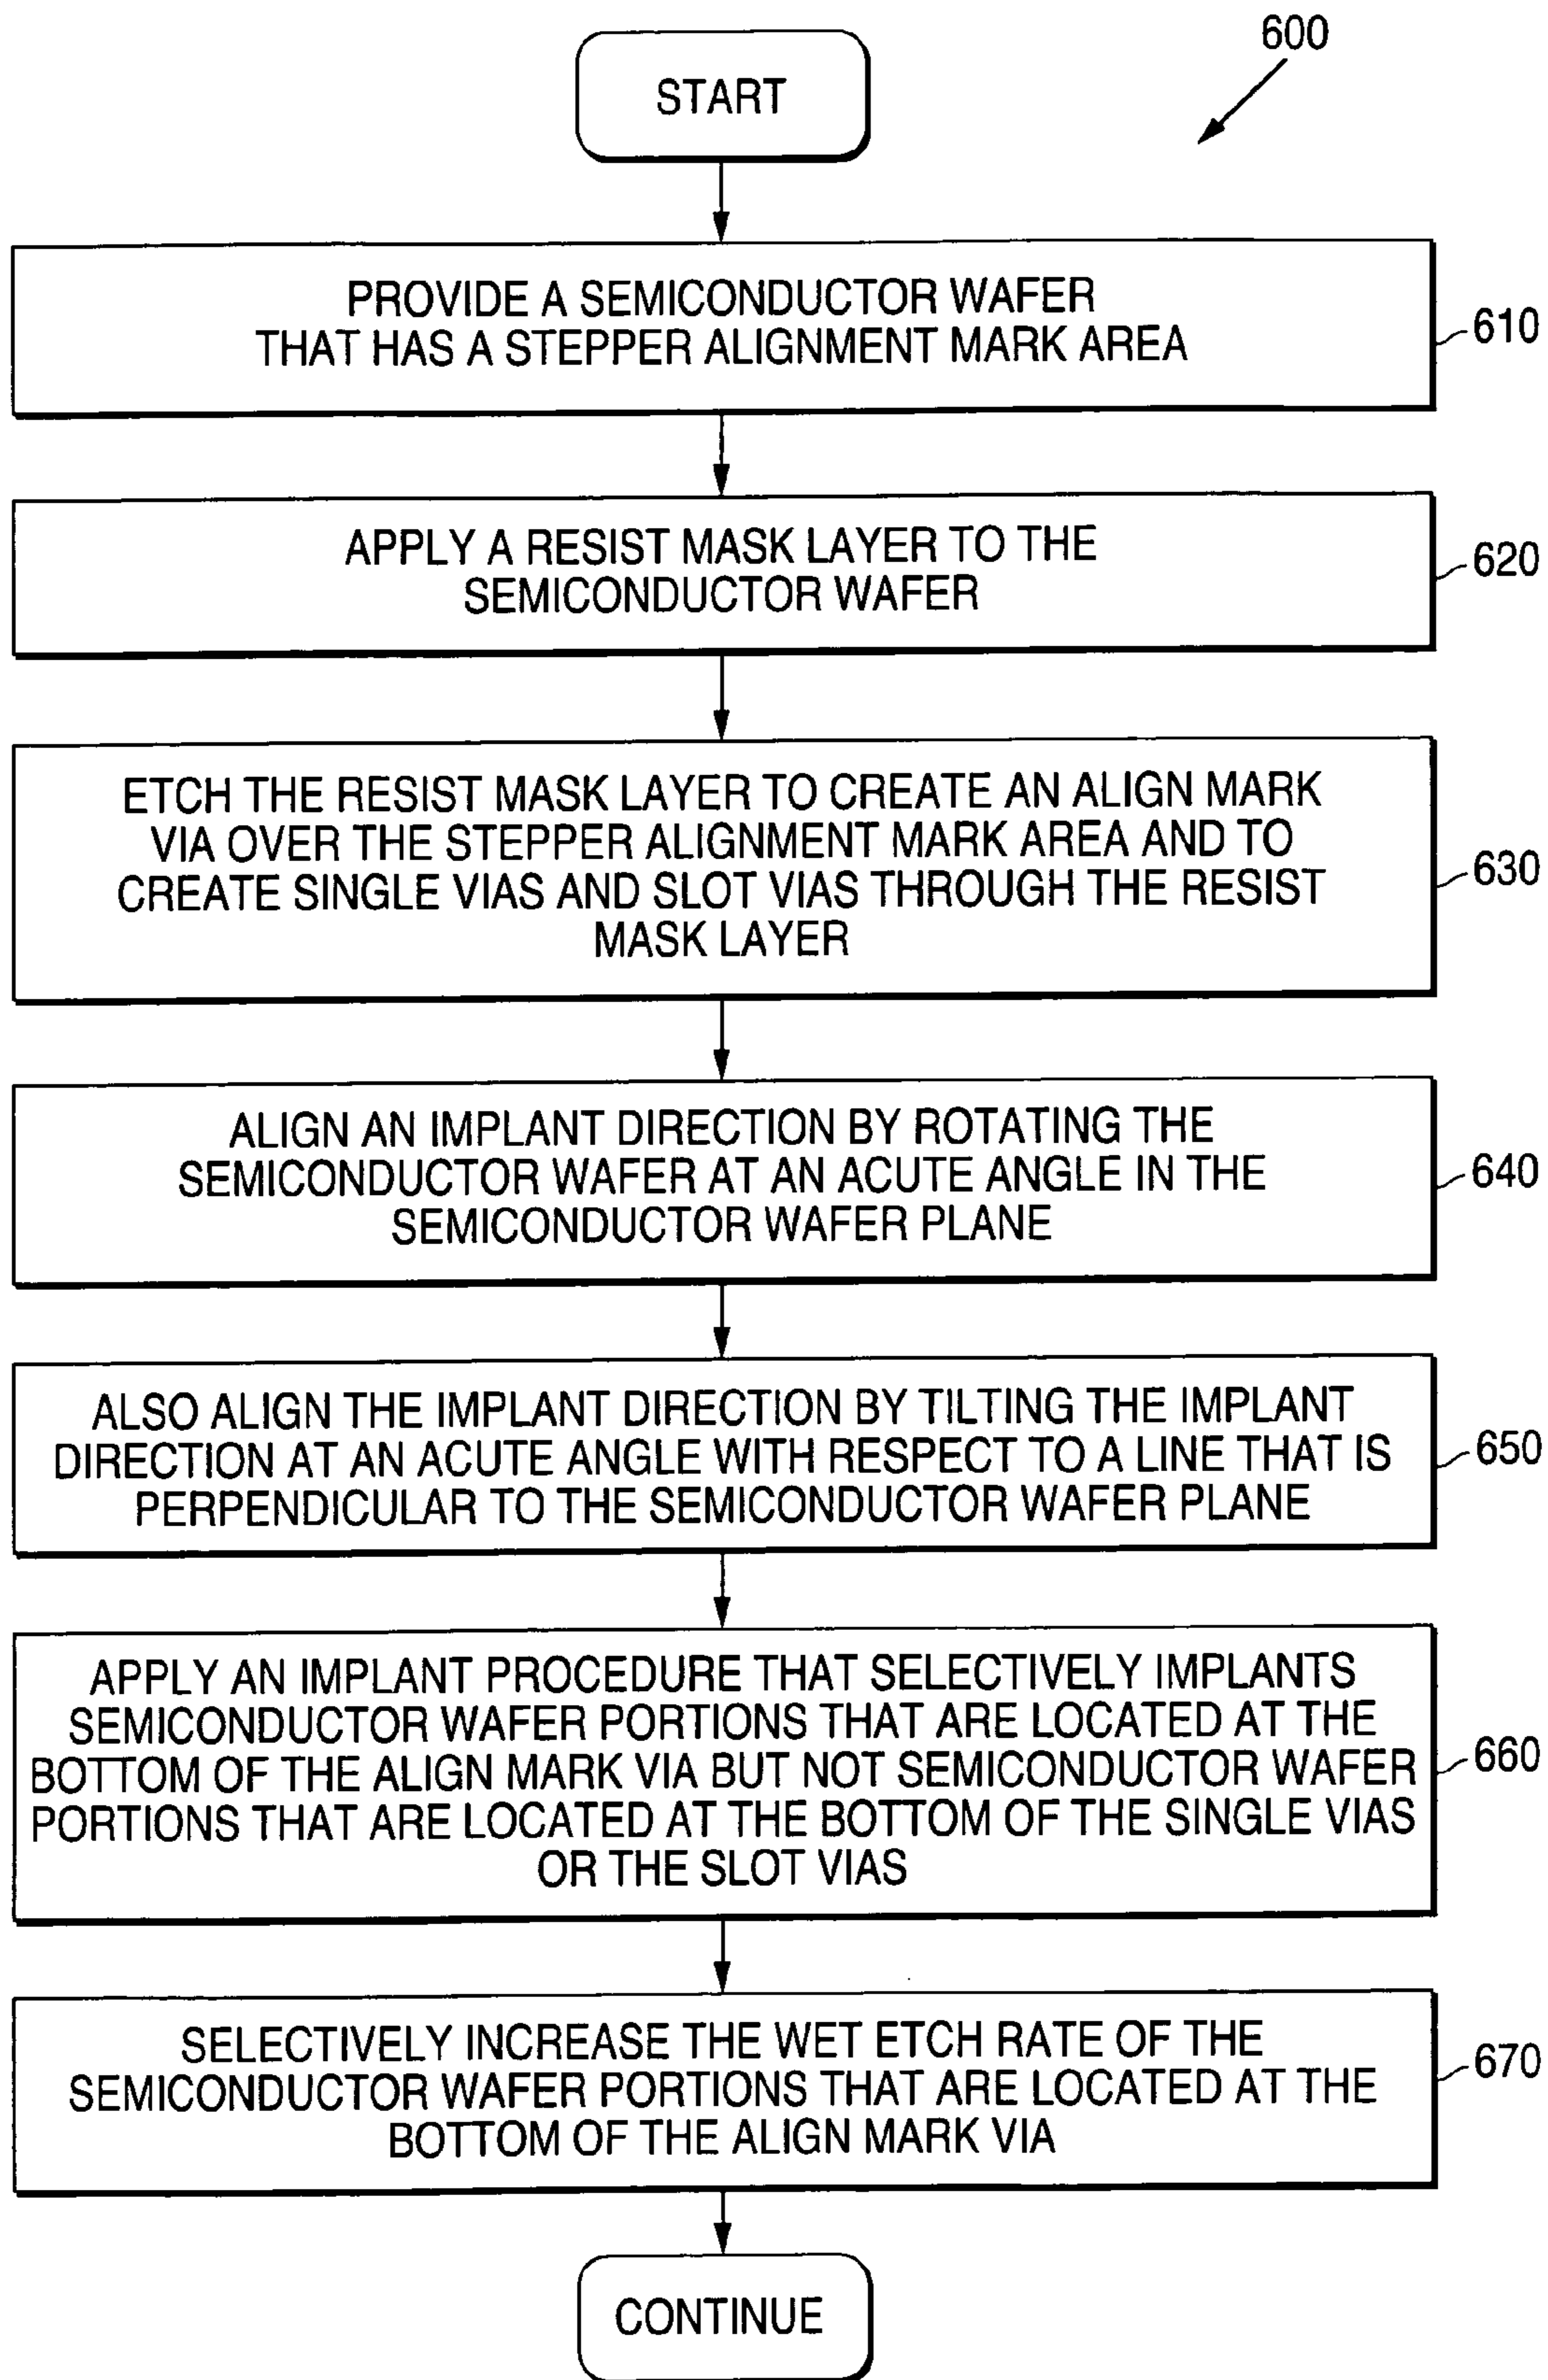 600
START
PROVIDE A SEMICONDUCTOR WAFER
THAT HAS A STEPPER ALIGNMENT MARK AREA
610
APPLY A RESIST MASK LAYER TO THE
SEMICONDUCTOR WAFER
620
ETCH THE RESIST MASK LAYER TO CREATE AN ALIGN MARK
VIA OVER THE STEPPER ALIGNMENT MARK AREA AND TO
CREATE SINGLE VIAS AND SLOT VIAS THROUGH THE RESIST
MASK LAYER
630
ALIGN AN IMPLANT DIRECTION BY ROTATING THE
SEMICONDUCTOR WAFER AT AN ACUTE ANGLE IN THE
SEMICONDUCTOR WAFER PLANE
640
ALSO ALIGN THE IMPLANT DIRECTION BY TILTING THE IMPLANT
DIRECTION AT AN ACUTE ANGLE WITH RESPECT TO A LINE THAT IS
PERPENDICULAR TO THE SEMICONDUCTOR WAFER PLANE
650
APPLY AN IMPLANT PROCEDURE THAT SELECTIVELY IMPLANTS
SEMICONDUCTOR WAFER PORTIONS THAT ARE LOCATED AT THE
BOTTOM OF THE ALIGN MARK VIA BUT NOT SEMICONDUCTOR WAFER
PORTIONS THAT ARE LOCATED AT THE BOTTOM OF THE SINGLE VIAS
OR THE SLOT VIAS
660
SELECTIVELY INCREASE THE WET ETCH RATE OF THE
SEMICONDUCTOR WAFER PORTIONS THAT ARE LOCATED AT THE
BOTTOM OF THE ALIGN MARK VIA
670
CONTINUE